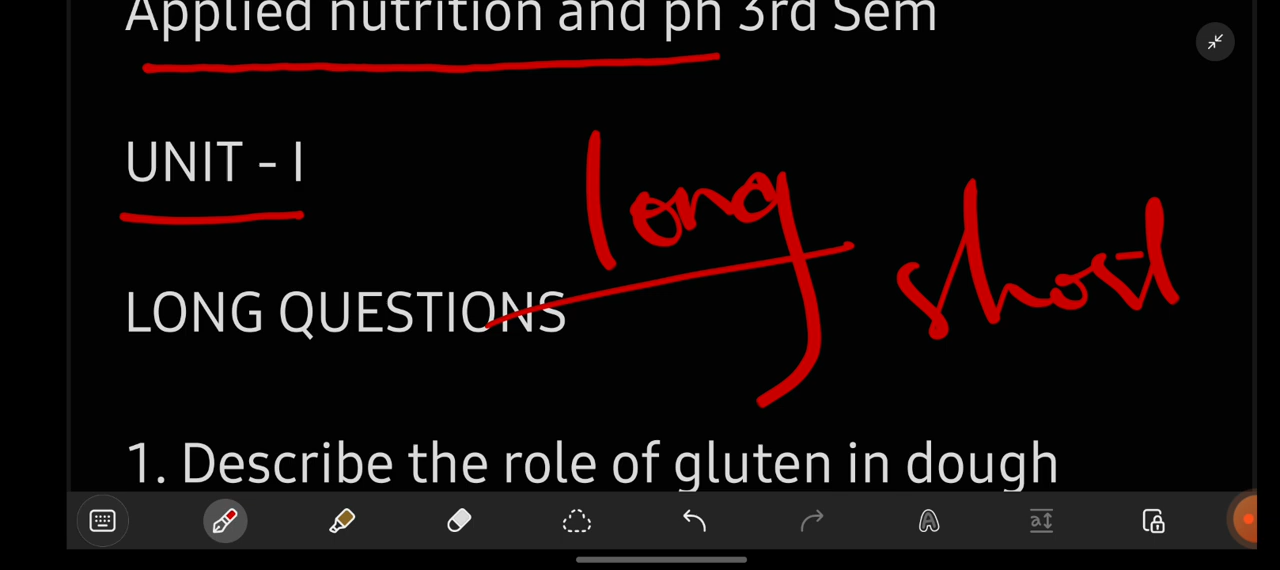 Applied nutrition and ph 3rd Sem
UNIT - I
long
short
LONG QUESTIONS
1. Describe the role of gluten in dough